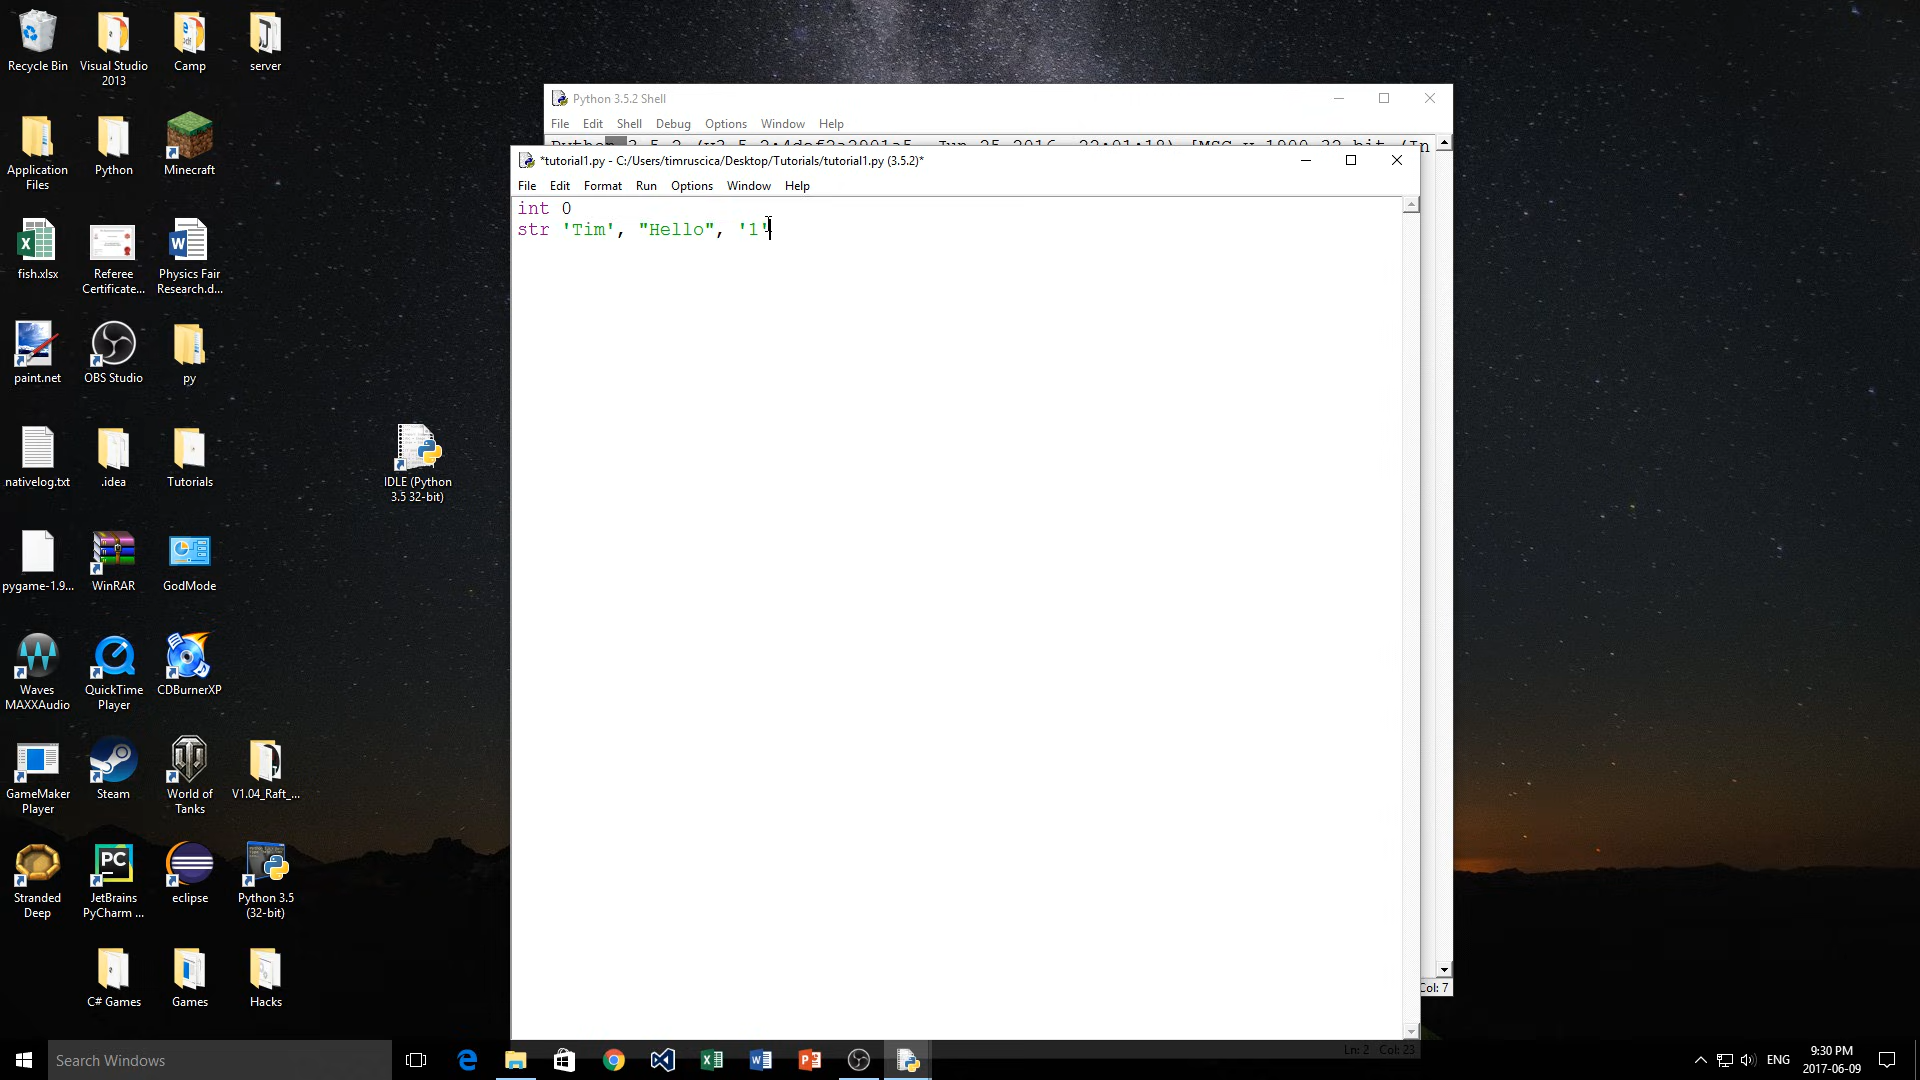 Recycle Bin
Visual Studio
2013
Camp
server
Application
Files
Python
Minecraft
fish.xlsx
Referee
Certificate...
Physics Fair
Research.d...
paint.net
OBS Studio
py
nativelog.txt
.idea
Tutorials
IDLE (Python
3.5 32-bit)
pygame-1.9...
WinRAR
GodMode
Waves
MAXXAudio
QuickTime
Player
CDBurnerXP
GameMaker
Player
Steam
World of
Tanks
V1.04_Raft_...
Stranded
Deep
JetBrains
PyCharm ...
eclipse
Python 3.5
(32-bit)
C# Games
Games
Hacks
Python 3.5.2 Shell
File Edit Shell Debug Options Window Help
*tutorial1.py - C:/Users/timruscica/Desktop/Tutorials/tutorial1.py (3.5.2)*
File Edit Format Run Options Window Help
int 0
str 'Tim', "Hello", '1'
Col: 7
Ln: 2 Col: 23
Search Windows
ENG
9:30 PM
2017-06-09